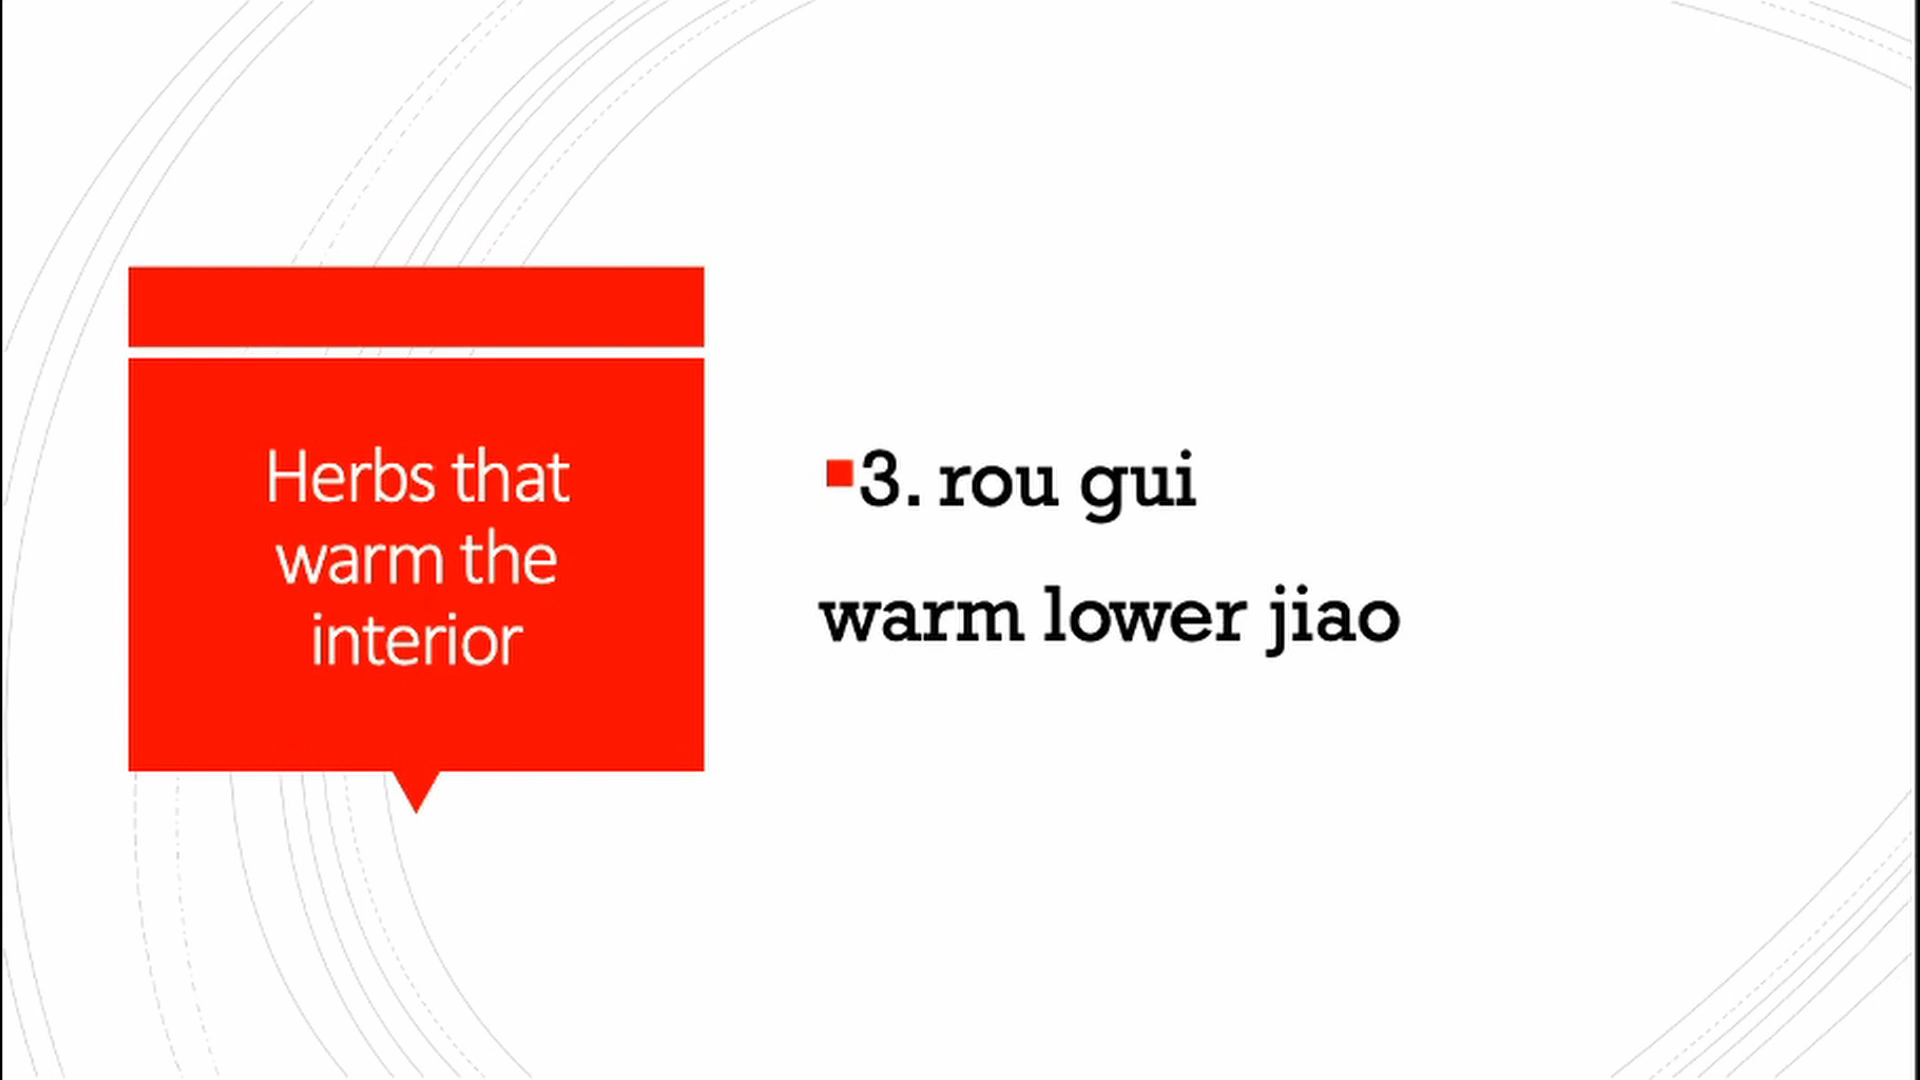 Herbs that
warm the
interior
3. rou gui
warm lower jiao